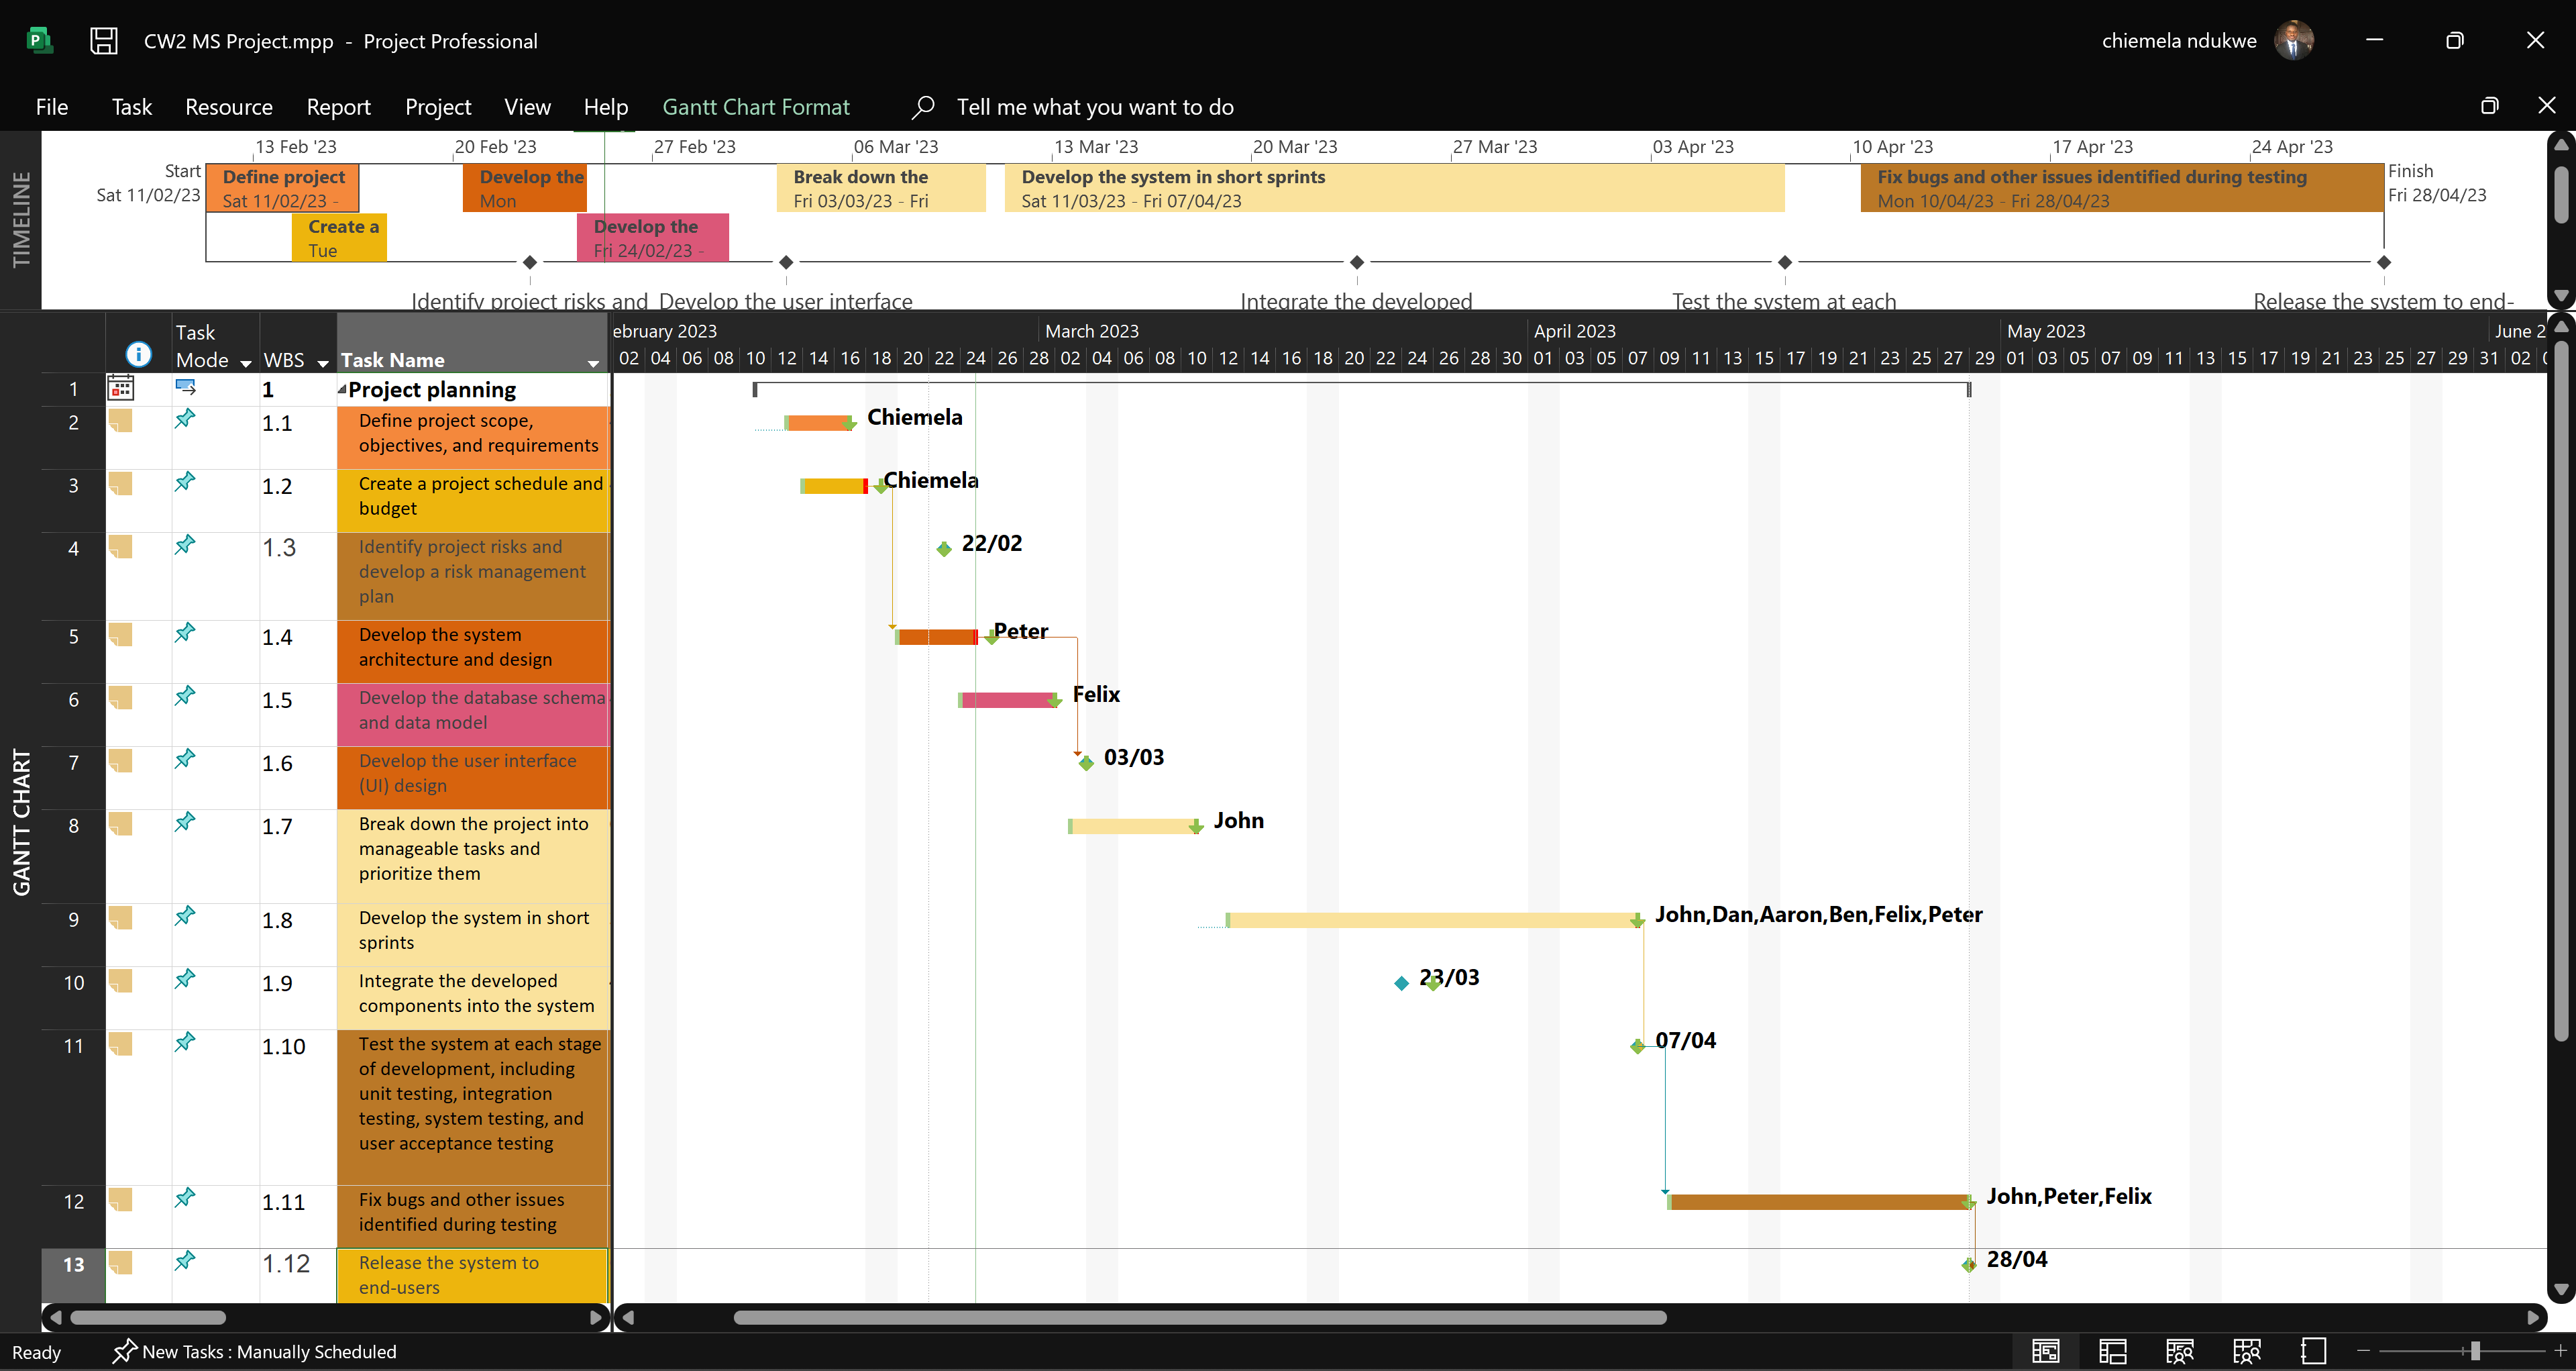 CW2 MS Project.mpp - Project Professional
chiemela ndukwe
File Task Resource Report Project View Help Gantt Chart Format Tell me what you want to do
TIMELINE
13 Feb '23 20 Feb '23 27 Feb '23 06 Mar '23 13 Mar '23 20 Mar '23 27 Mar '23 03 Apr '23 10 Apr '23 17 Apr '23 24 Apr '23
Start
Sat 11/02/23
Define project
Sat 11/02/23 -
Develop the
Mon
Break down the
Fri 03/03/23 - Fri
Develop the system in short sprints
Sat 11/03/23 - Fri 07/04/23
Fix bugs and other issues identified during testing
Mon 10/04/23 - Fri 28/04/23
Finish
Fri 28/04/23
Create a
Tue
Develop the
Fri 24/02/23 -
Identify project risks and Develop the user interface Integrate the developed Test the system at each Release the system to end-
GANTT CHART
Task
Mode WBS Task Name
ebruary 2023 March 2023 April 2023 May 2023 June 2
02 04 06 08 10 12 14 16 18 20 22 24 26 28 02 04 06 08 10 12 14 16 18 20 22 24 26 28 30 01 03 05 07 09 11 13 15 17 19 21 23 25 27 29 01 03 05 07 09 11 13 15 17 19 21 23 25 27 29 31 02
1 1 Project planning
2 1.1 Define project scope,
objectives, and requirements
Chiemela
3 1.2 Create a project schedule and
budget
Chiemela
4 1.3 Identify project risks and
develop a risk management
plan
22/02
5 1.4 Develop the system
architecture and design
Peter
6 1.5 Develop the database schema
and data model
Felix
7 1.6 Develop the user interface
(UI) design
03/03
8 1.7 Break down the project into
manageable tasks and
prioritize them
John
9 1.8 Develop the system in short
sprints
John,Dan,Aaron,Ben,Felix,Peter
10 1.9 Integrate the developed
components into the system
23/03
11 1.10 Test the system at each stage
of development, including
unit testing, integration
testing, system testing, and
user acceptance testing
07/04
12 1.11 Fix bugs and other issues
identified during testing
John,Peter,Felix
13 1.12 Release the system to
end-users
28/04
Ready New Tasks : Manually Scheduled